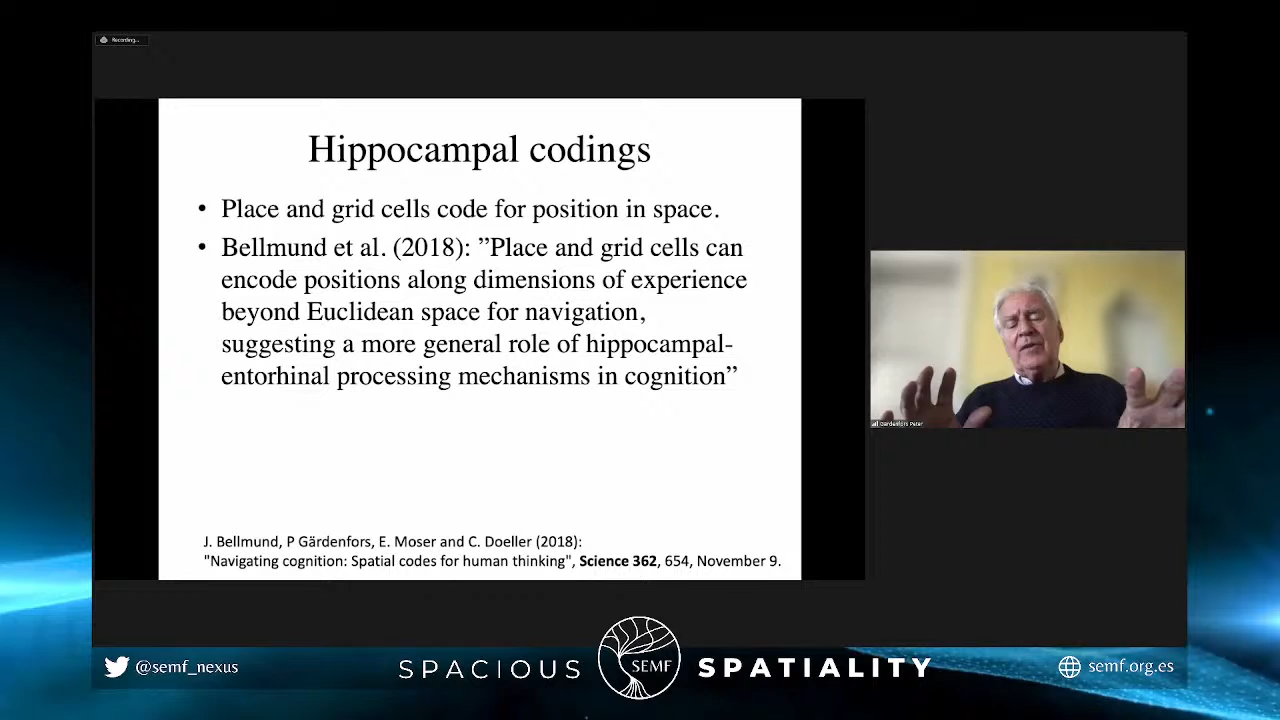 Recording...
Hippocampal codings
• Place and grid cells code for position in space.
• Bellmund et al. (2018): ”Place and grid cells can
encode positions along dimensions of experience
beyond Euclidean space for navigation,
suggesting a more general role of hippocampal-
entorhinal processing mechanisms in cognition”
J. Bellmund, P Gärdenfors, E. Moser and C. Doeller (2018):
"Navigating cognition: Spatial codes for human thinking", Science 362, 654, November 9.
Gärdenfors Peter
@semf_nexus
SPACIOUS SEMF SPATIALITY
semf.org.es